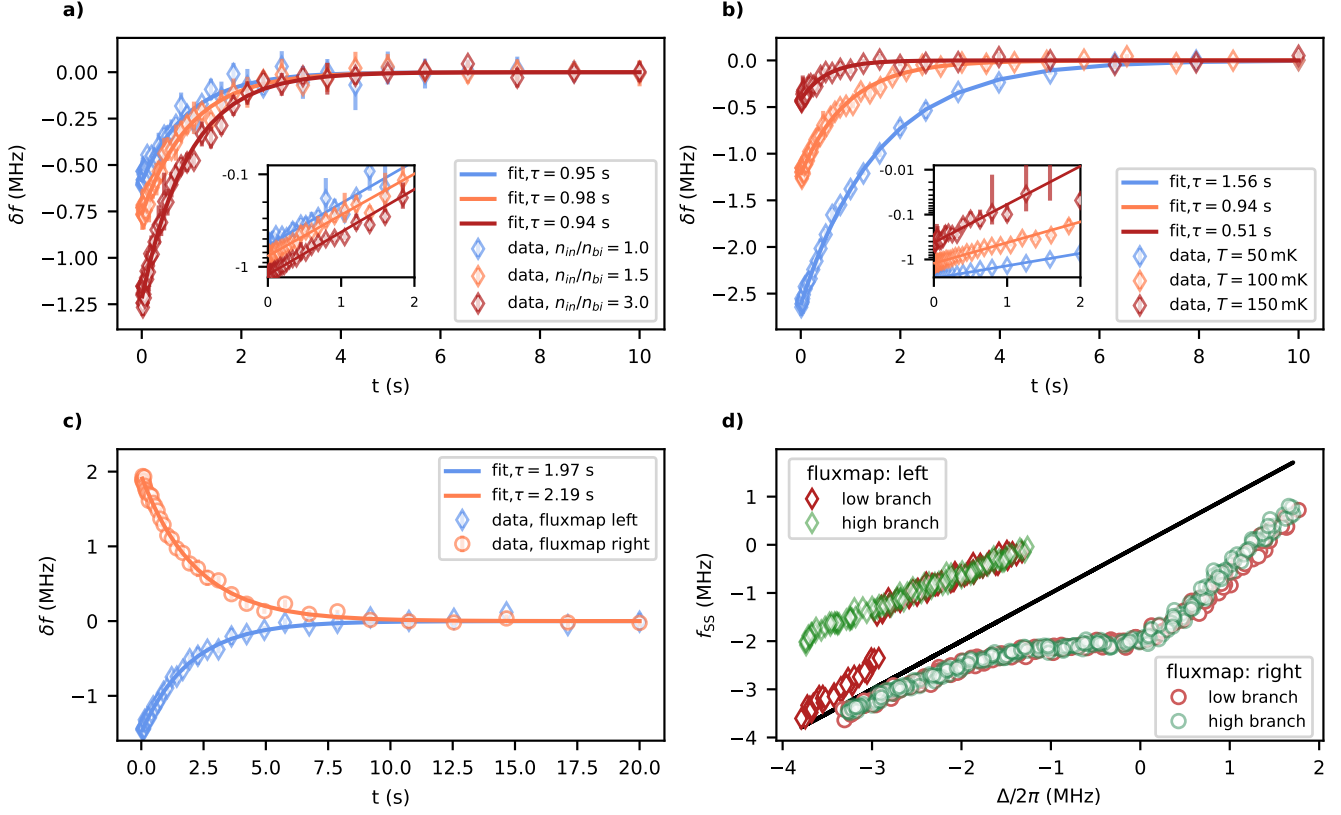 a)
0.00
−0.25
−0.50
−0.75
−1.00
−1.25
δf (MHz)
0
2
4
6
8
10
t (s)
-0.1
-1
0
1
2
fit,τ = 0.95 s
fit,τ = 0.98 s
fit,τ = 0.94 s
data, n_in/n_bi = 1.0
data, n_in/n_bi = 1.5
data, n_in/n_bi = 3.0
b)
0.0
−0.5
−1.0
−1.5
−2.0
−2.5
δf (MHz)
0
2
4
6
8
10
t (s)
-0.01
-0.1
-1
0
1
2
fit,τ = 1.56 s
fit,τ = 0.94 s
fit,τ = 0.51 s
data, T = 50 mK
data, T = 100 mK
data, T = 150 mK
c)
2
1
0
−1
δf (MHz)
0.0
2.5
5.0
7.5
10.0
12.5
15.0
17.5
20.0
t (s)
fit,τ = 1.97 s
fit,τ = 2.19 s
data, fluxmap left
data, fluxmap right
d)
1
0
−1
−2
−3
−4
f_SS (MHz)
−4
−3
−2
−1
0
1
2
Δ/2π (MHz)
fluxmap: left
low branch
high branch
fluxmap: right
low branch
high branch